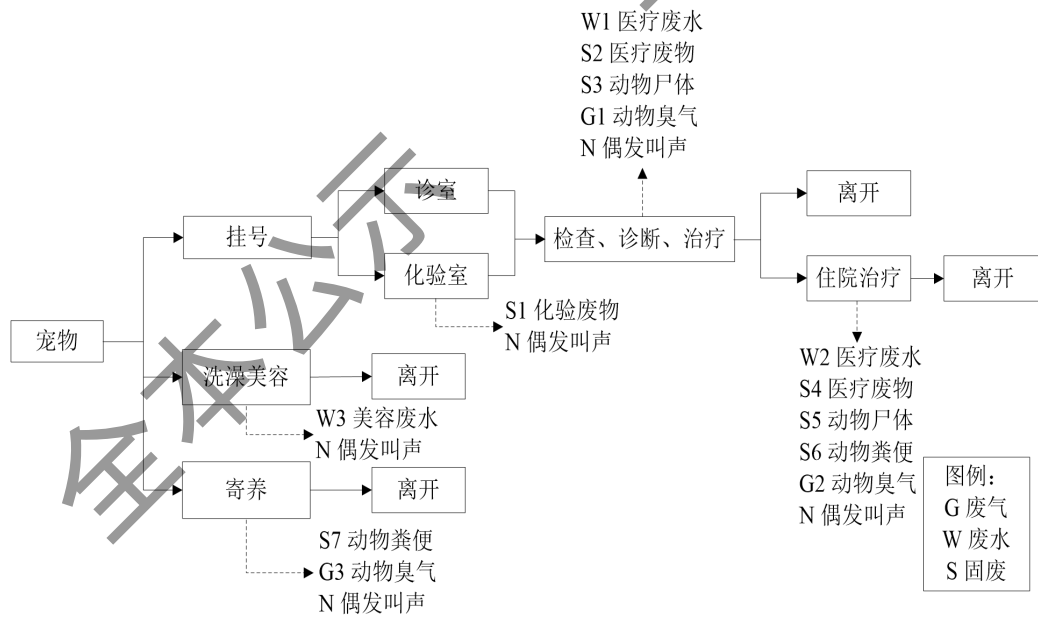 W1 医疗废水
S2 医疗废物
S3 动物尸体
G1 动物臭气
N 偶发叫声
诊室
离开
挂号
检查、诊断、治疗
化验室
住院治疗
离开
S1 化验废物
N 偶发叫声
宠物
洗澡美容
离开
W3 美容废水
N 偶发叫声
W2 医疗废水
S4 医疗废物
S5 动物尸体
S6 动物粪便
G2 动物臭气
N 偶发叫声
寄养
离开
S7 动物粪便
G3 动物臭气
N 偶发叫声
图例：
G 废气
W 废水
S 固废
全本公示